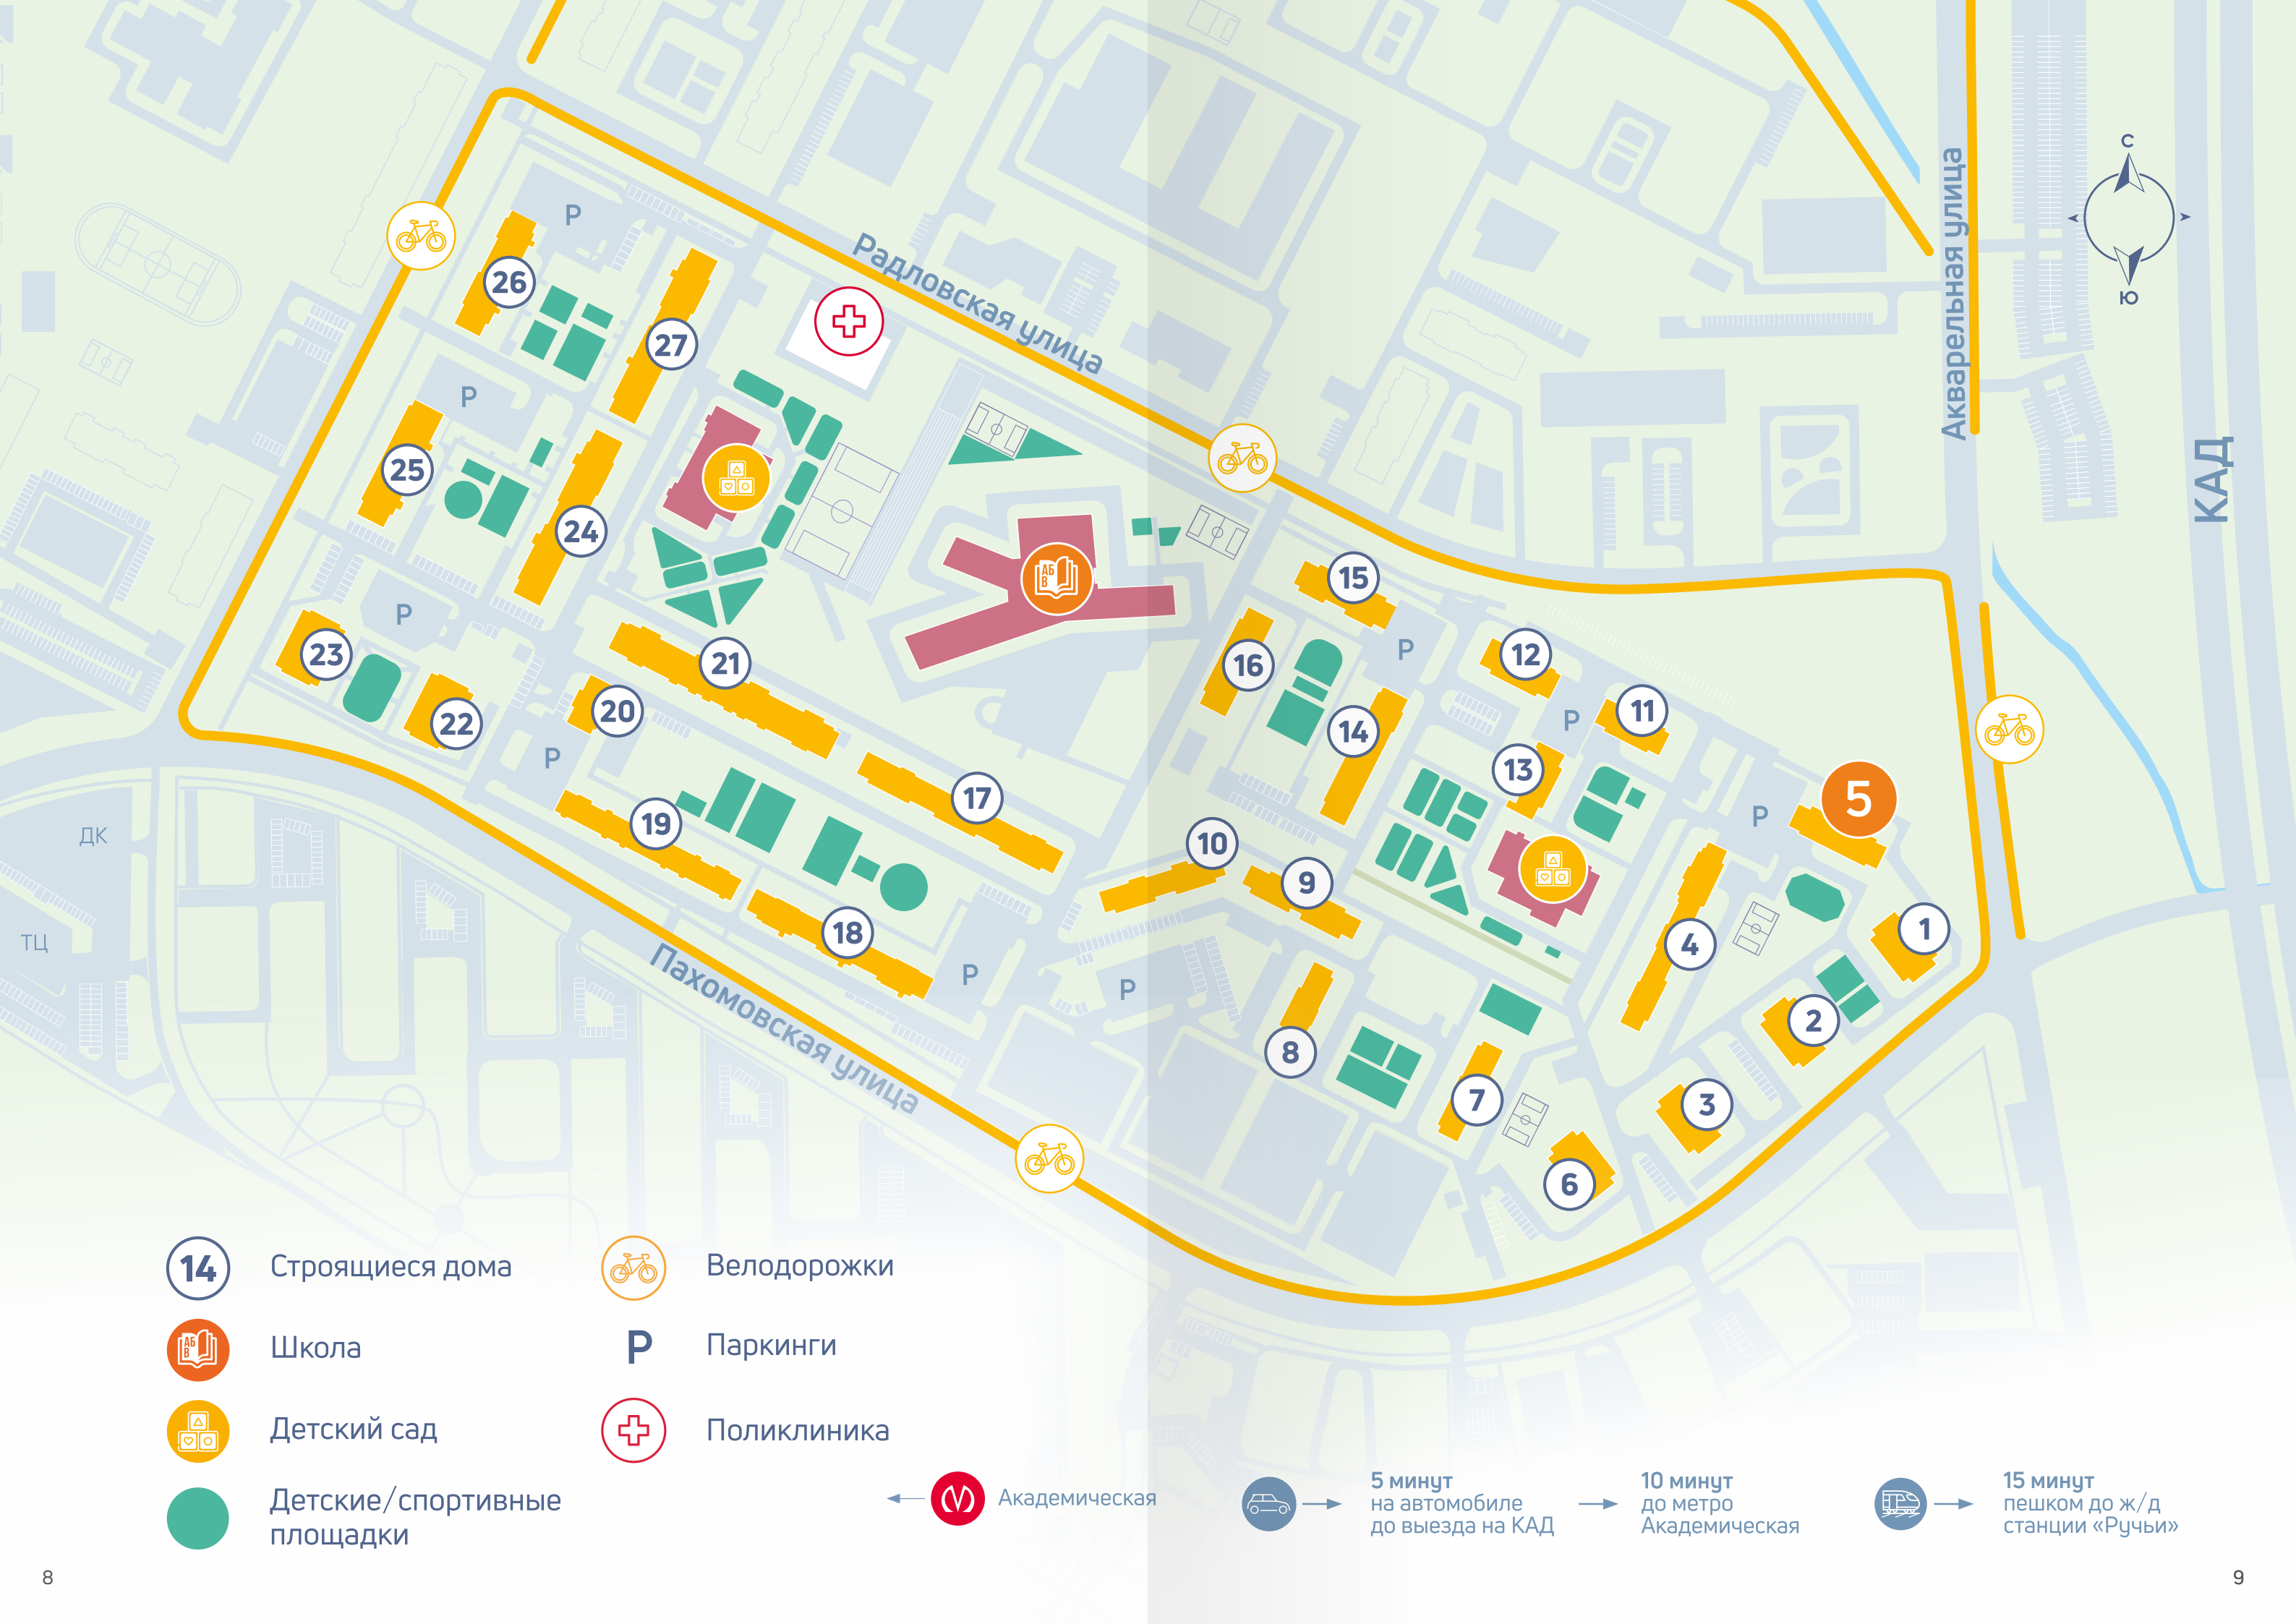 С
Ю
Радловская улица
Акварельная улица
КАД
Пахомовская улица
P
26
27
P
25
24
P
23
22
21
20
P
19
17
18
P
P
15
16
P
14
12
P
11
13
P
5
10
9
4
1
2
8
7
3
6
АБ
В
ДК
ТЦ
14
Строящиеся дома
Велодорожки
АБ
В
Школа
P
Паркинги
Детский сад
Поликлиника
Детские/спортивные
площадки
Академическая
5 минут
на автомобиле
до выезда на КАД
10 минут
до метро
Академическая
15 минут
пешком до ж/д
станции «Ручьи»
8
9